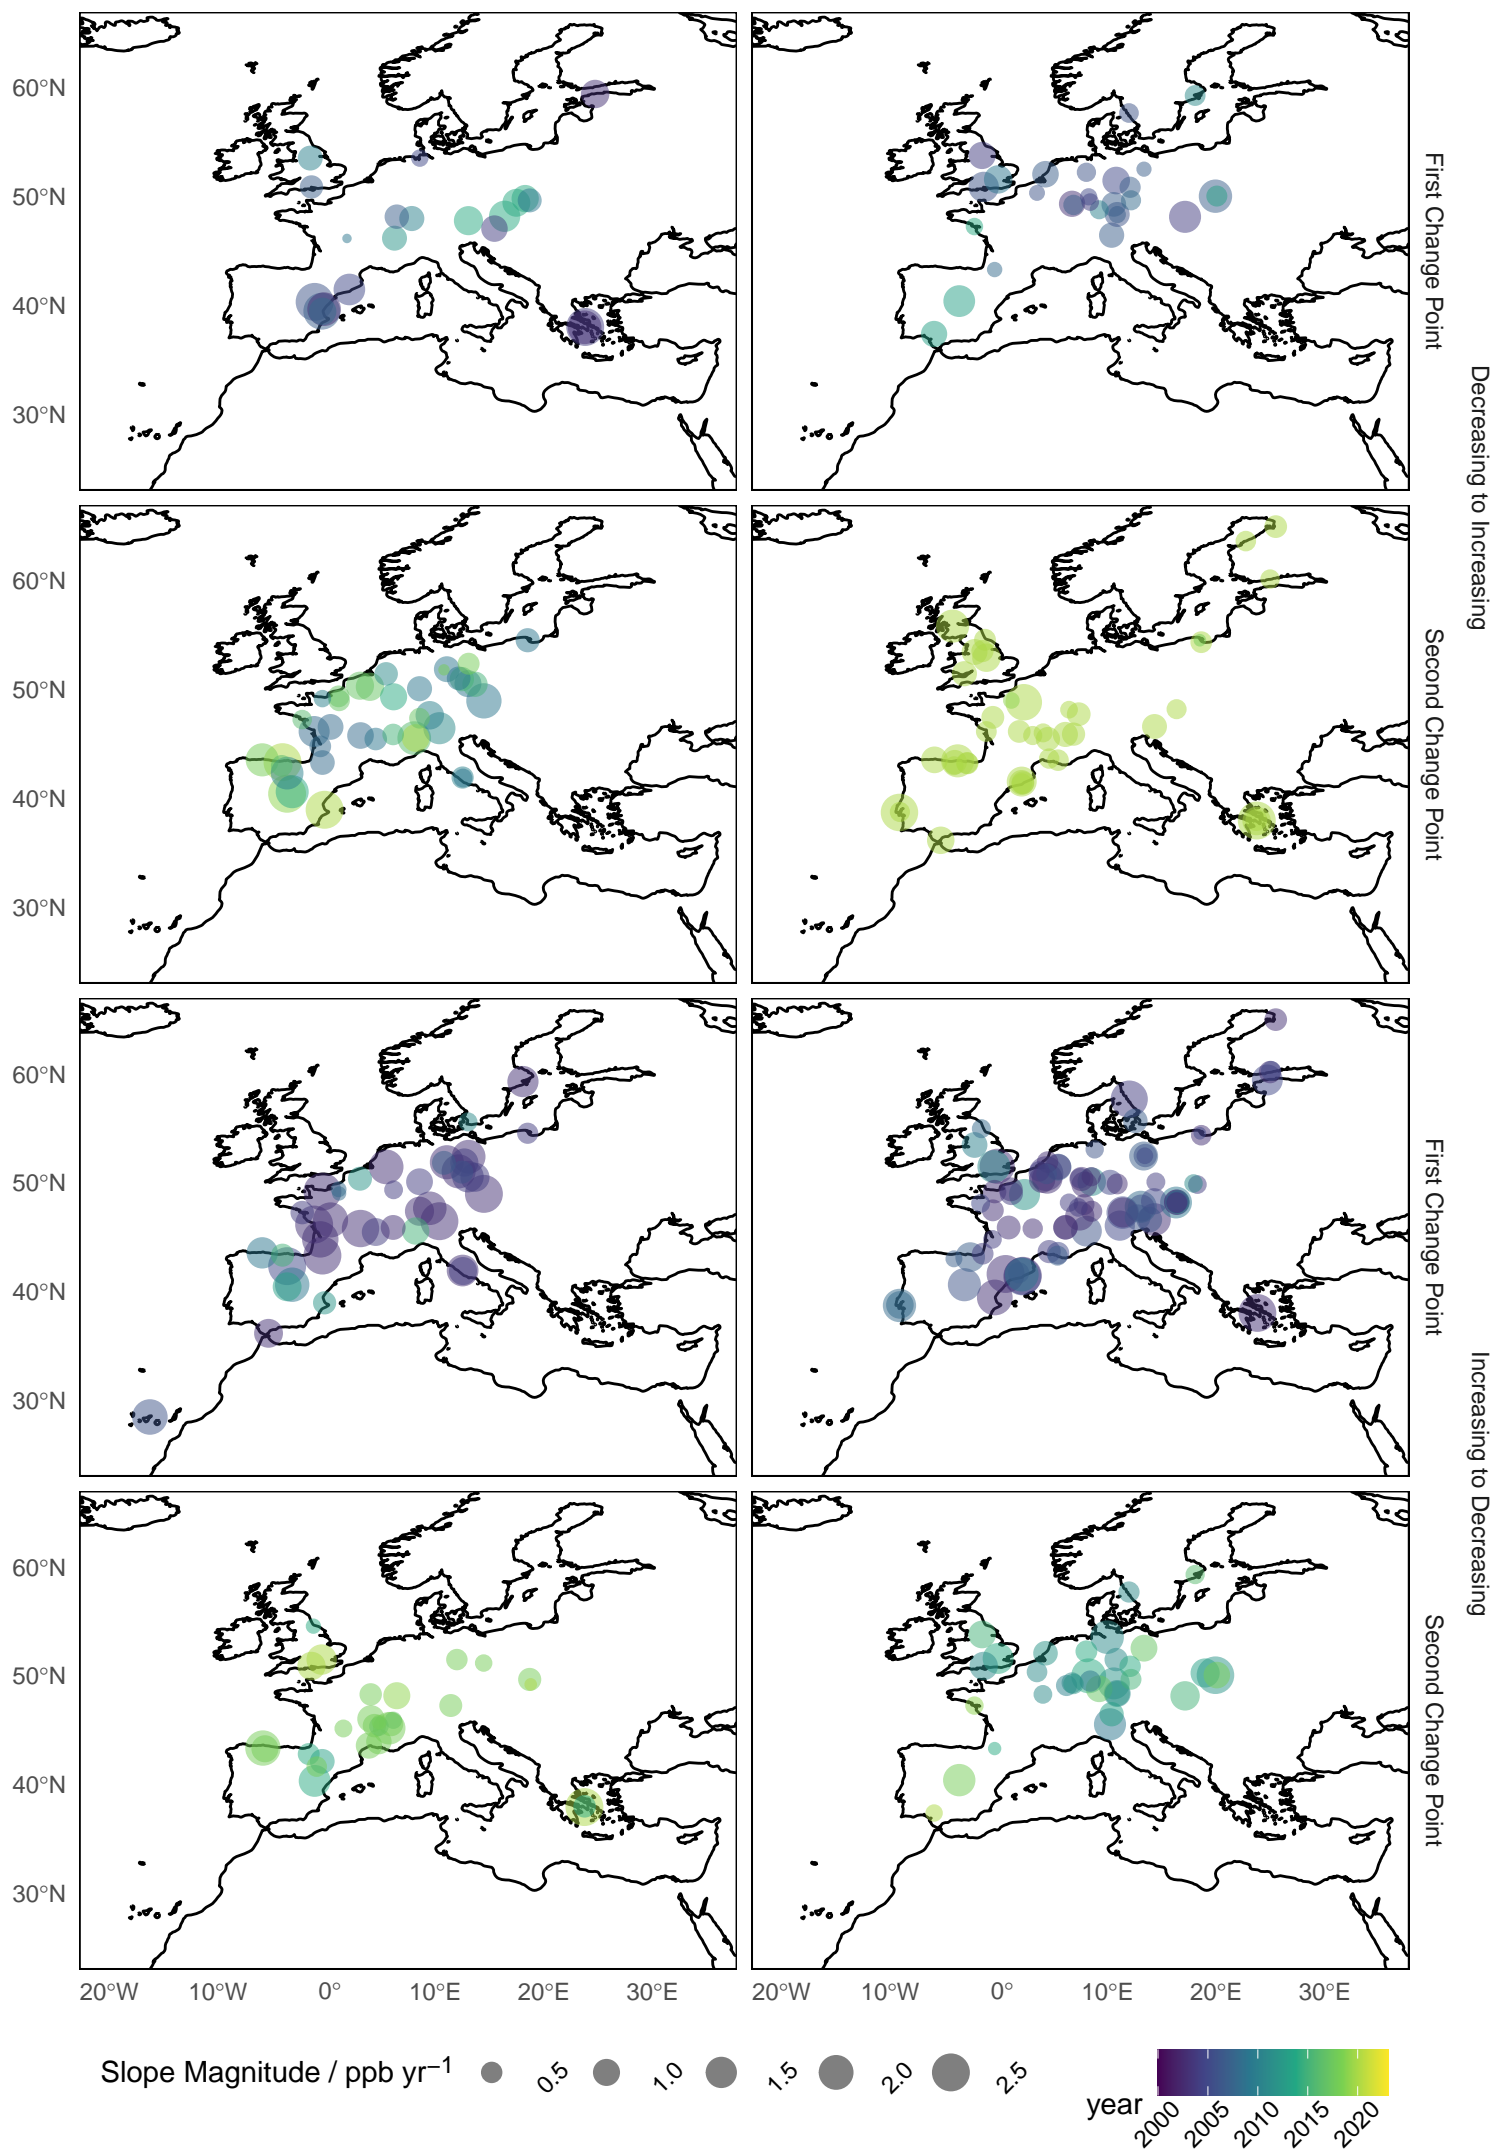 60°N
50°N
40°N
30°N
First Change Point
60°N
50°N
40°N
30°N
Second Change Point
Decreasing to Increasing
60°N
50°N
40°N
30°N
First Change Point
60°N
50°N
40°N
30°N
Second Change Point
Increasing to Decreasing
20°W 10°W 0° 10°E 20°E 30°E
20°W 10°W 0° 10°E 20°E 30°E
Slope Magnitude / ppb yr⁻¹ 0.5 1.0 1.5 2.0 2.5
year 2000 2005 2010 2015 2020